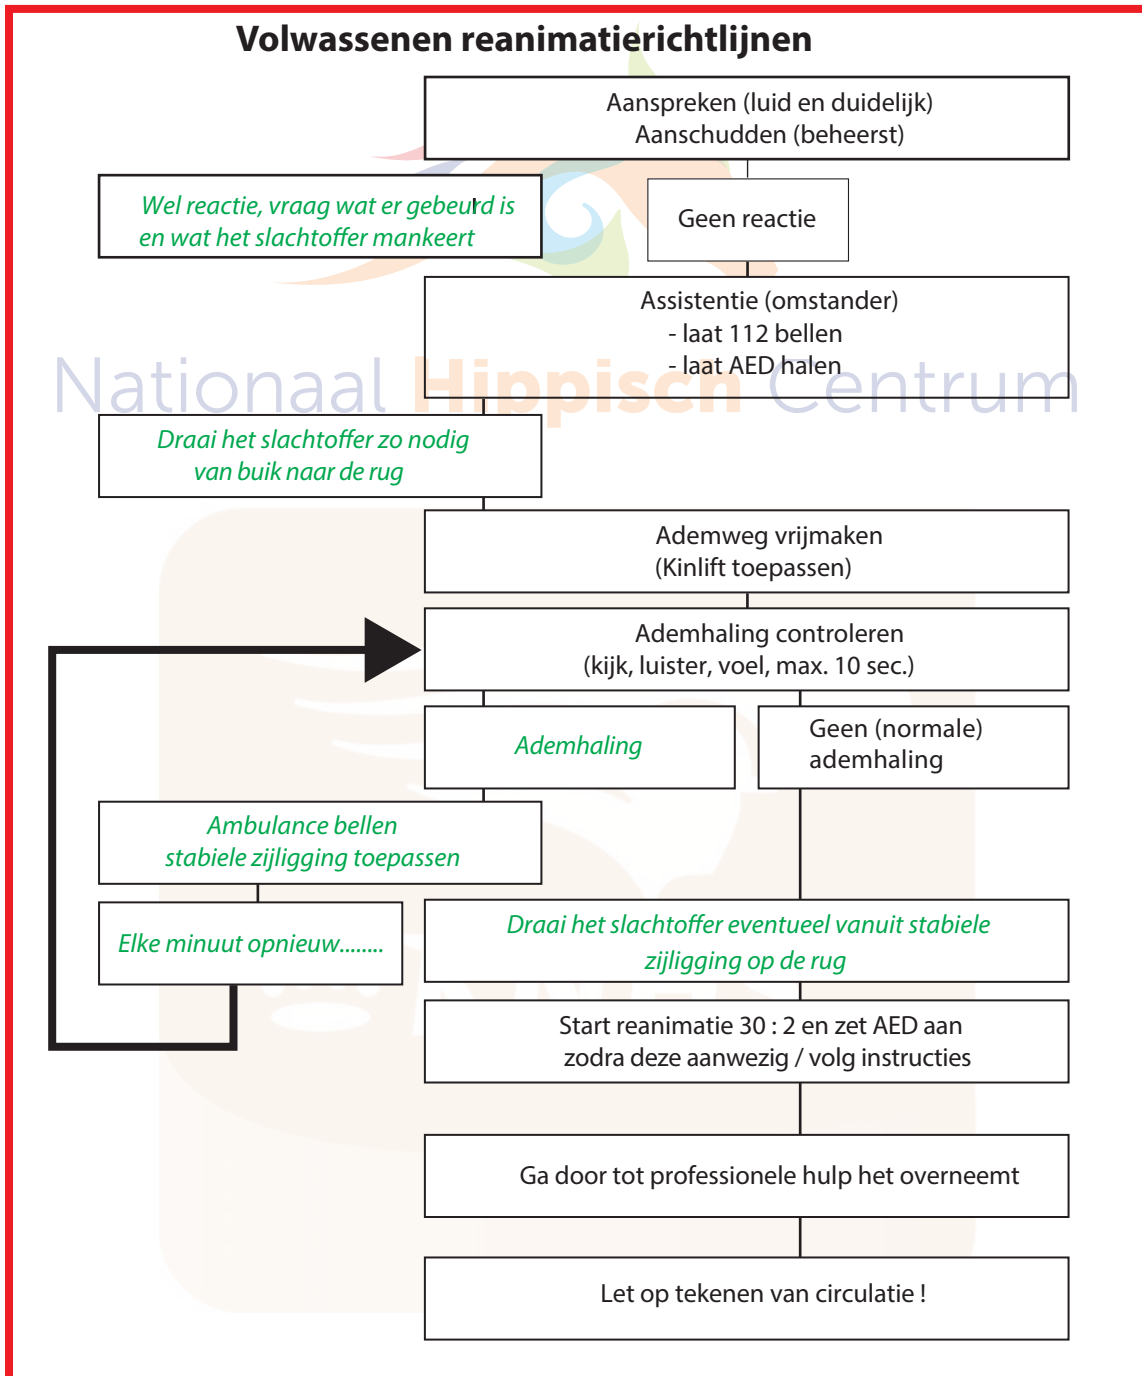 Volwassenen reanimatierichtlijnen
Aanspreken (luid en duidelijk)
Aanschudden (beheerst)
Wel reactie, vraag wat er gebeurd is
en wat het slachtoffer mankeert
Geen reactie
Assistentie (omstander)
- laat 112 bellen
- laat AED halen
Nationaal Hippisch Centrum
Draai het slachtoffer zo nodig
van buik naar de rug
Ademweg vrijmaken
(Kinlift toepassen)
Ademhaling controleren
(kijk, luister, voel, max. 10 sec.)
Ademhaling
Geen (normale)
ademhaling
Ambulance bellen
stabiele zijligging toepassen
Elke minuut opnieuw........
Draai het slachtoffer eventueel vanuit stabiele
zijligging op de rug
Start reanimatie 30 : 2 en zet AED aan
zodra deze aanwezig / volg instructies
Ga door tot professionele hulp het overneemt
Let op tekenen van circulatie !